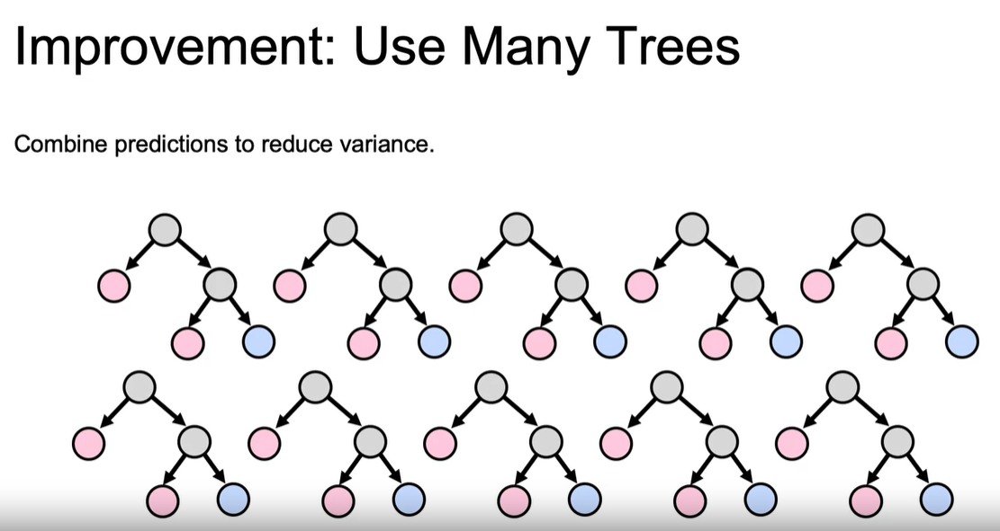 Improvement: Use Many Trees
Combine predictions to reduce variance.